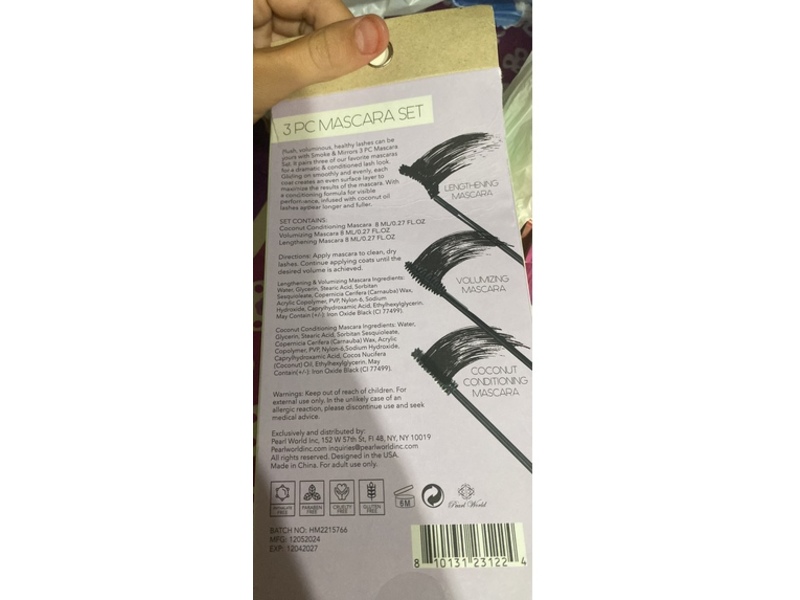 3 PC MASCARA SET
Plush, voluminous, healthy lashes can be
yours with Smoke & Mirrors 3 PC Mascara
Set. It pairs three of our favorite mascaras
for a dramatic & conditioned lash look.
Gliding on smoothly and evenly, each
coat creates an even surface layer to
maximize the results of the mascara. With
a conditioning formula for visible
performance, infused with coconut oil
lashes appear longer and fuller.
SET CONTAINS:
Coconut Conditioning Mascara 8 ML/0.27 FL.OZ
Volumizing Mascara 8 ML/0.27 FL.OZ
Lengthening Mascara 8 ML/0.27 FL.OZ
Directions: Apply mascara to clean, dry
lashes. Continue applying coats until the
desired volume is achieved.
Lengthening & Volumizing Mascara Ingredients:
Water, Glycerin, Stearic Acid, Sorbitan
Sesquioleate, Copernicia Cerifera (Carnauba) Wax,
Acrylic Copolymer, PVP, Nylon-6, Sodium
Hydroxide, Caprylhydroxamic Acid, Ethylhexylglycerin.
May Contain (+/-): Iron Oxide Black (CI 77499).
Coconut Conditioning Mascara Ingredients: Water,
Glycerin, Stearic Acid, Sorbitan Sesquioleate,
Copernicia Cerifera (Carnauba) Wax, Acrylic
Copolymer, PVP, Nylon-6,Sodium Hydroxide,
Caprylhydroxamic Acid, Cocos Nucifera
(Coconut) Oil, Ethylhexylglycerin. May
Contain(+/-): Iron Oxide Black (CI 77499).
Warnings: Keep out of reach of children. For
external use only. In the unlikely case of an
allergic reaction, please discontinue use and seek
medical advice.
Exclusively and distributed by:
Pearl World Inc, 152 W 57th St, Fl 48, NY, NY 10019
Pearlworldinc.com inquiries@pearlworldinc.com
All rights reserved. Designed in the USA.
Made in China. For adult use only.
LENGTHENING
MASCARA
VOLUMIZING
MASCARA
COCONUT
CONDITIONING
MASCARA
PARABEN
FREE
CRUELTY
FREE
GLUTEN
FREE
6M
Pearl World
BATCH NO: HM2215766
MFG: 12052024
EXP: 12042027
8 10131 23122 4